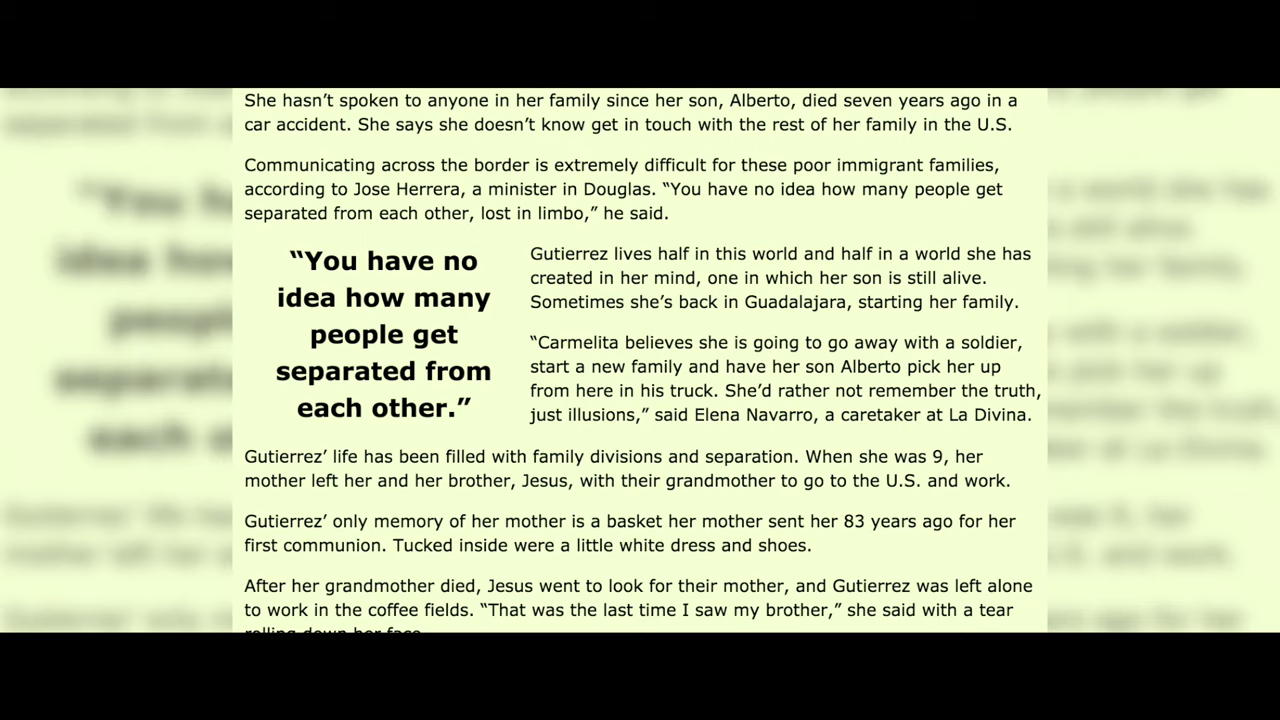 She hasn’t spoken to anyone in her family since her son, Alberto, died seven years ago in a
car accident. She says she doesn’t know get in touch with the rest of her family in the U.S.
Communicating across the border is extremely difficult for these poor immigrant families,
according to Jose Herrera, a minister in Douglas. “You have no idea how many people get
separated from each other, lost in limbo,” he said.
“You have no
idea how many
people get
separated from
each other.”
Gutierrez lives half in this world and half in a world she has
created in her mind, one in which her son is still alive.
Sometimes she’s back in Guadalajara, starting her family.
“Carmelita believes she is going to go away with a soldier,
start a new family and have her son Alberto pick her up
from here in his truck. She’d rather not remember the truth,
just illusions,” said Elena Navarro, a caretaker at La Divina.
Gutierrez’ life has been filled with family divisions and separation. When she was 9, her
mother left her and her brother, Jesus, with their grandmother to go to the U.S. and work.
Gutierrez’ only memory of her mother is a basket her mother sent her 83 years ago for her
first communion. Tucked inside were a little white dress and shoes.
After her grandmother died, Jesus went to look for their mother, and Gutierrez was left alone
to work in the coffee fields. “That was the last time I saw my brother,” she said with a tear
rolling down her face